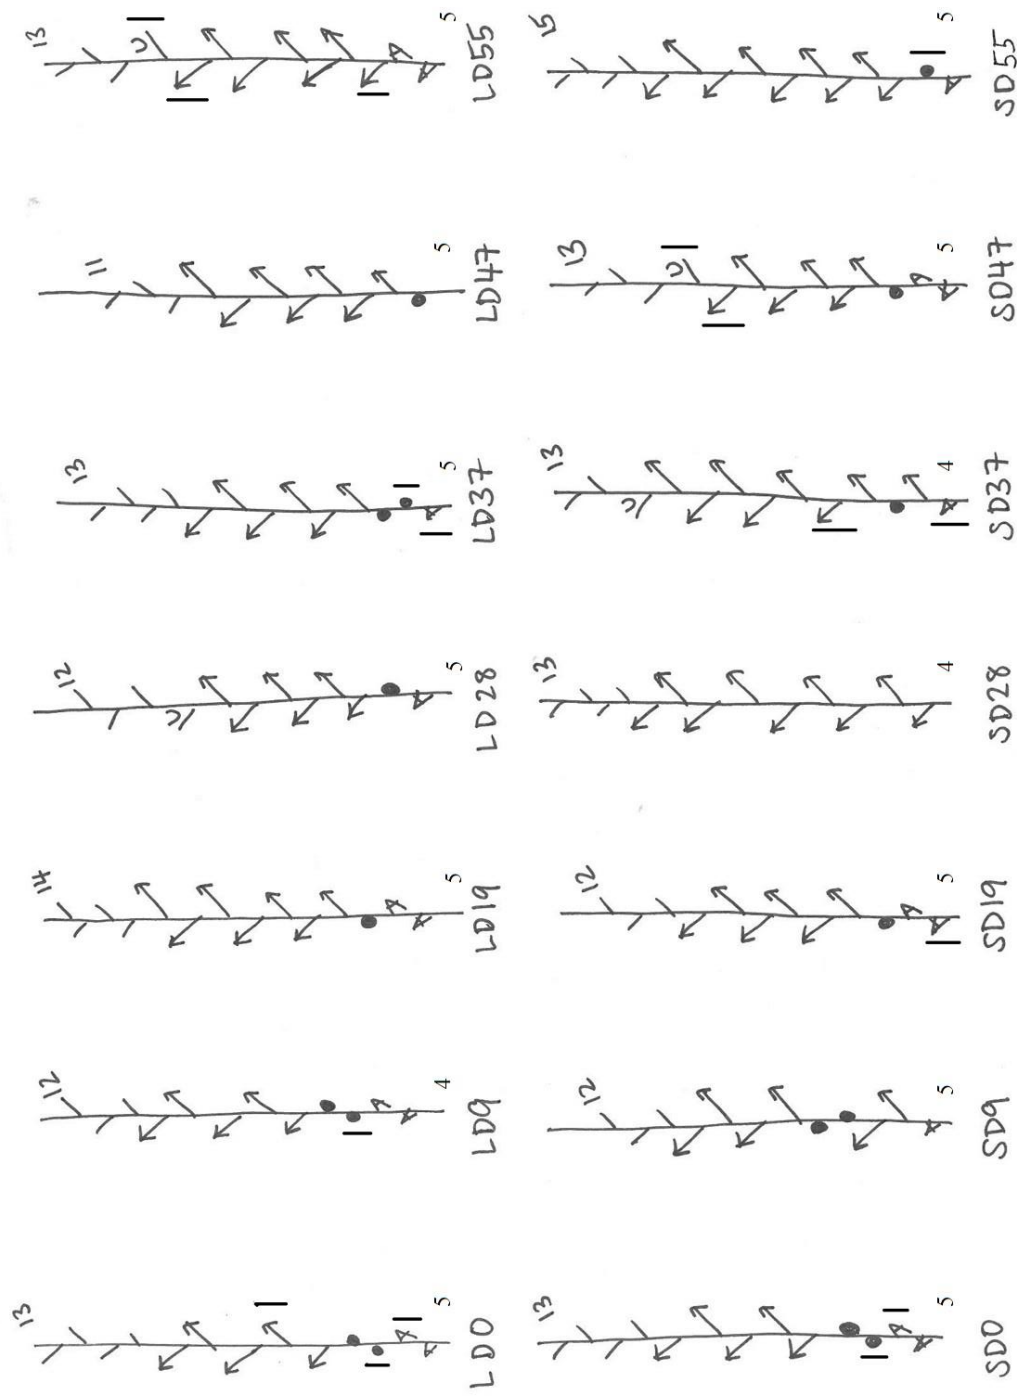 13 12 14 12 13 11 13
U U
A A A A
A A A A A A
5 4 5 5 5 5 5
LD0 LD9 LD19 LD28 LD37 LD47 LD55
13 12 12 13 13 13 15
U U
A A A
A A A A A A
5 5 5 4 4 5 5
SD0 SD9 SD19 SD28 SD37 SD47 SD55